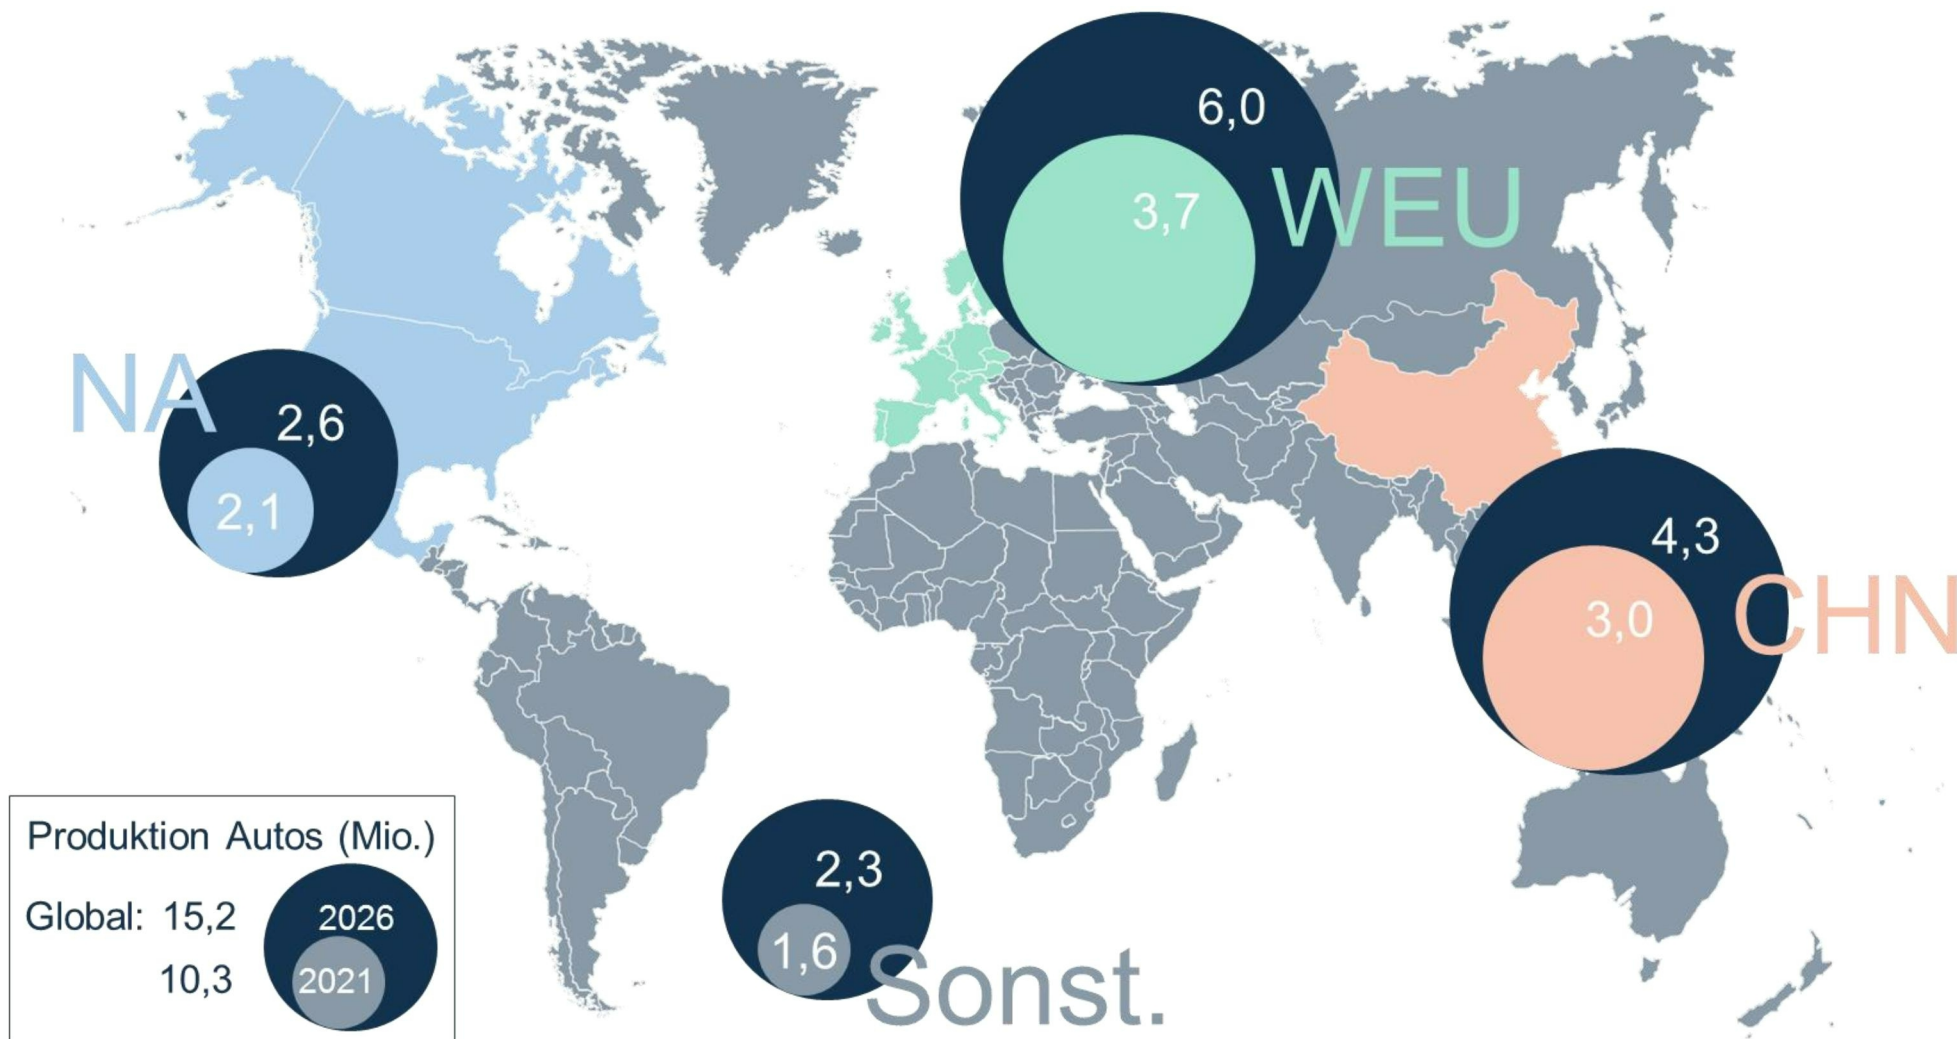 6,0
3,7
WEU
NA
2,6
2,1
4,3
3,0
CHN
Produktion Autos (Mio.)
Global: 15,2
2026
10,3
2021
2,3
1,6
Sonst.